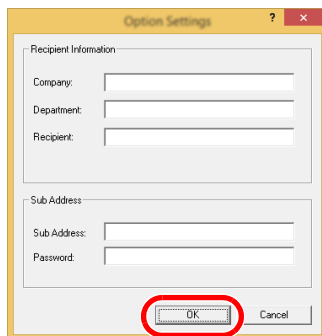 Option Settings
?
×
Recipient Information
Company:
Department:
Recipient:
Sub Address
Sub Address:
Password:
OK
Cancel